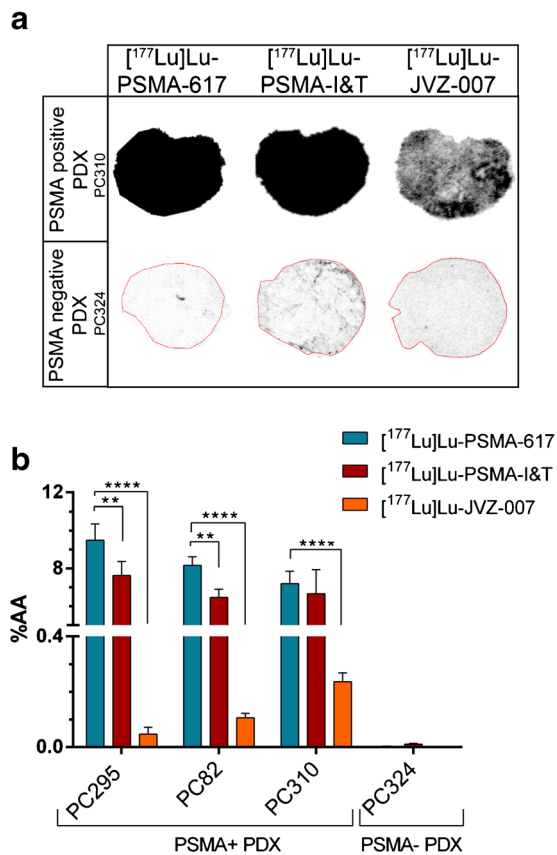 a
[¹⁷⁷Lu]Lu-PSMA-617
[¹⁷⁷Lu]Lu-PSMA-I&T
[¹⁷⁷Lu]Lu-JVZ-007
PSMA positive
PDX
PC310
PSMA negative
PDX
PC324
b
[¹⁷⁷Lu]Lu-PSMA-617
[¹⁷⁷Lu]Lu-PSMA-I&T
[¹⁷⁷Lu]Lu-JVZ-007
%AA
12
8
0.4
0.0
****
**
****
**
****
PC295
PC82
PC310
PC324
PSMA+ PDX
PSMA- PDX